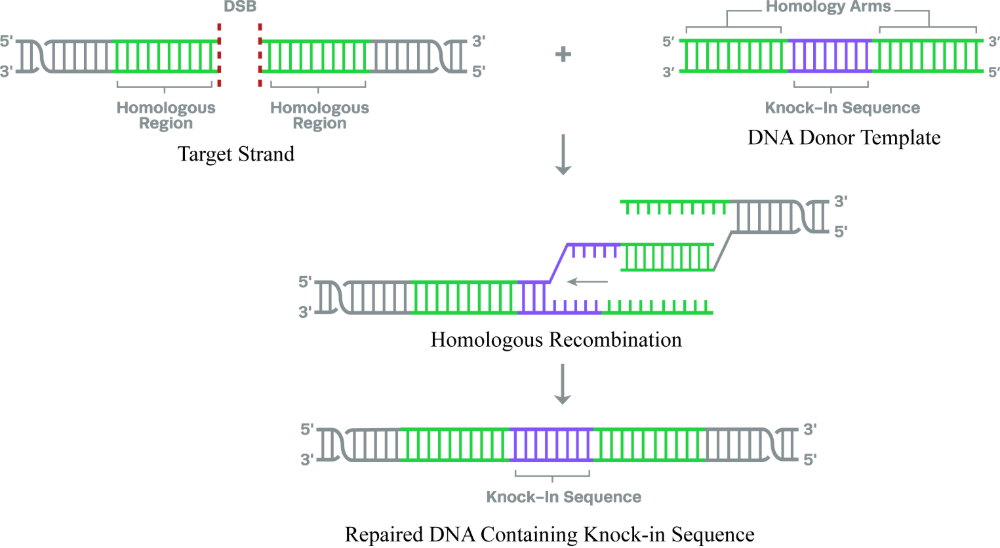 DSB
5' 3'
3' 5'
Homologous Region
Homologous Region
Target Strand
+
Homology Arms
5' 3'
3' 5'
Knock-In Sequence
DNA Donor Template
3'
5'
5'
3'
Homologous Recombination
5' 3'
3' 5'
Knock-In Sequence
Repaired DNA Containing Knock-in Sequence